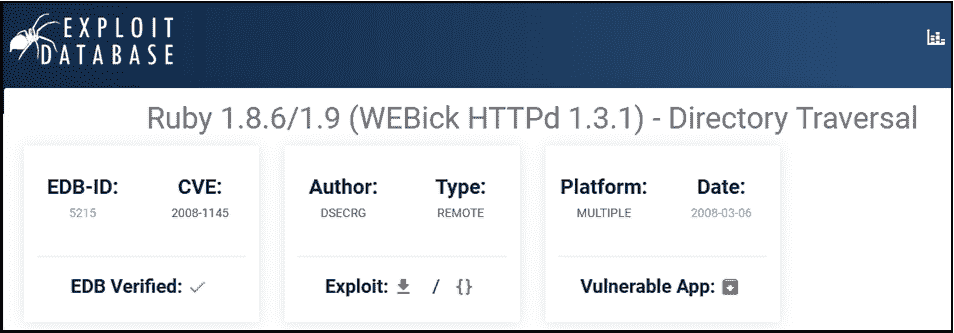 EXPLOIT
DATABASE
Ruby 1.8.6/1.9 (WEBick HTTPd 1.3.1) - Directory Traversal
EDB-ID: CVE: Author: Type: Platform: Date:
5215 2008-1145 DSECRG REMOTE MULTIPLE 2008-03-06
EDB Verified: Exploit: / {} Vulnerable App: